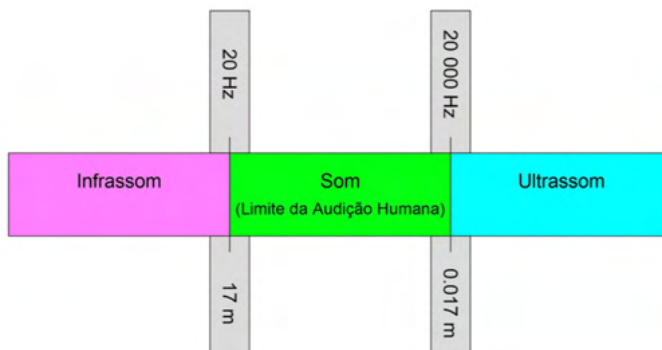 20 Hz
20 000 Hz
Infrassom
Som
(Limite da Audição Humana)
Ultrassom
17 m
0.017 m